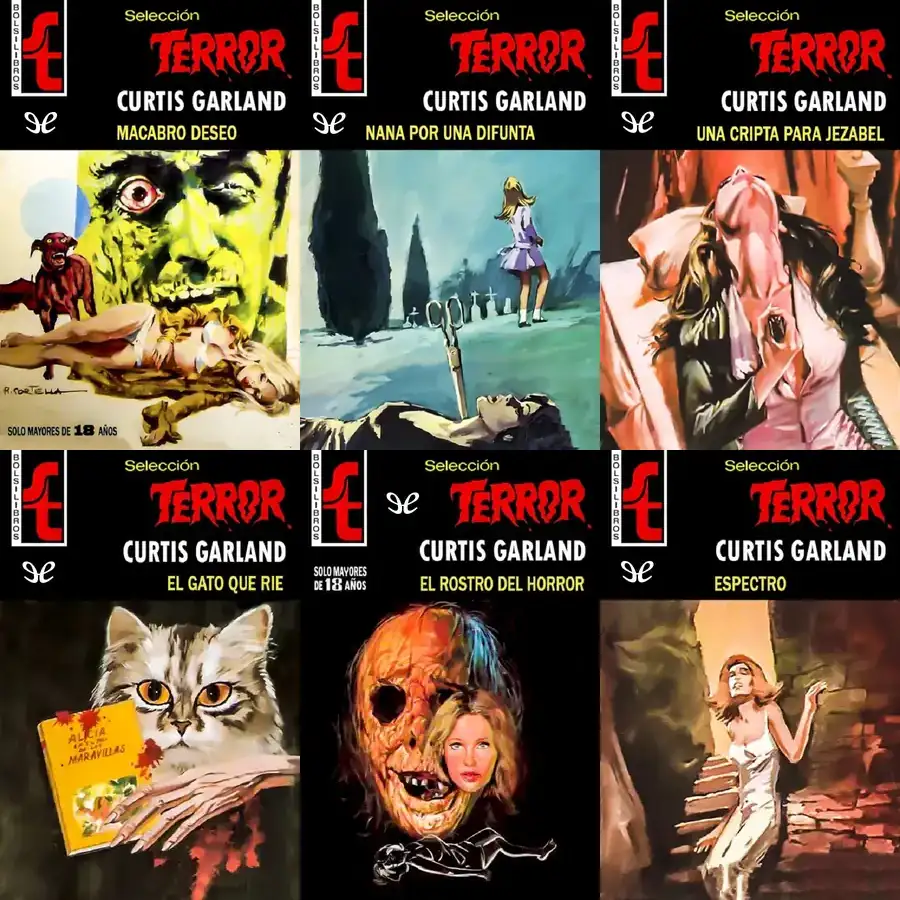 BOLSILIBROS
Selección
TERROR
CURTIS GARLAND
MACABRO DESEO
SOLO MAYORES DE 18 AÑOS
BOLSILIBROS
Selección
TERROR
CURTIS GARLAND
NANA POR UNA DIFUNTA
BOLSILIBROS
Selección
TERROR
CURTIS GARLAND
UNA CRIPTA PARA JEZABEL
BOLSILIBROS
Selección
TERROR
CURTIS GARLAND
EL GATO QUE RIE
ALICIA
MARAVILLAS
BOLSILIBROS
Selección
TERROR
CURTIS GARLAND
SOLO MAYORES
DE 18 AÑOS
EL ROSTRO DEL HORROR
BOLSILIBROS
Selección
TERROR
CURTIS GARLAND
ESPECTRO